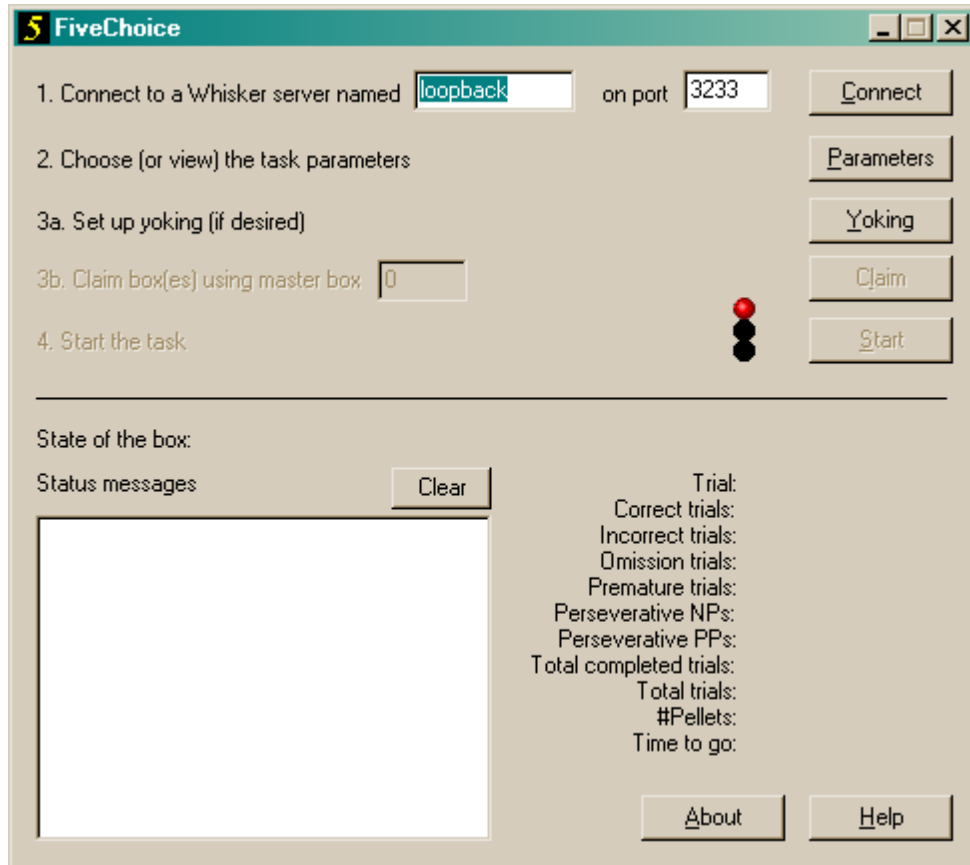 5 FiveChoice
1. Connect to a Whisker server named loopback on port 3233 Connect
2. Choose (or view) the task parameters Parameters
3a. Set up yoking (if desired) Yoking
3b. Claim box(es) using master box 0 Claim
4. Start the task Start
State of the box:
Status messages Clear
Trial:
Correct trials:
Incorrect trials:
Omission trials:
Premature trials:
Perseverative NPs:
Perseverative PPs:
Total completed trials:
Total trials:
#Pellets:
Time to go:
About Help